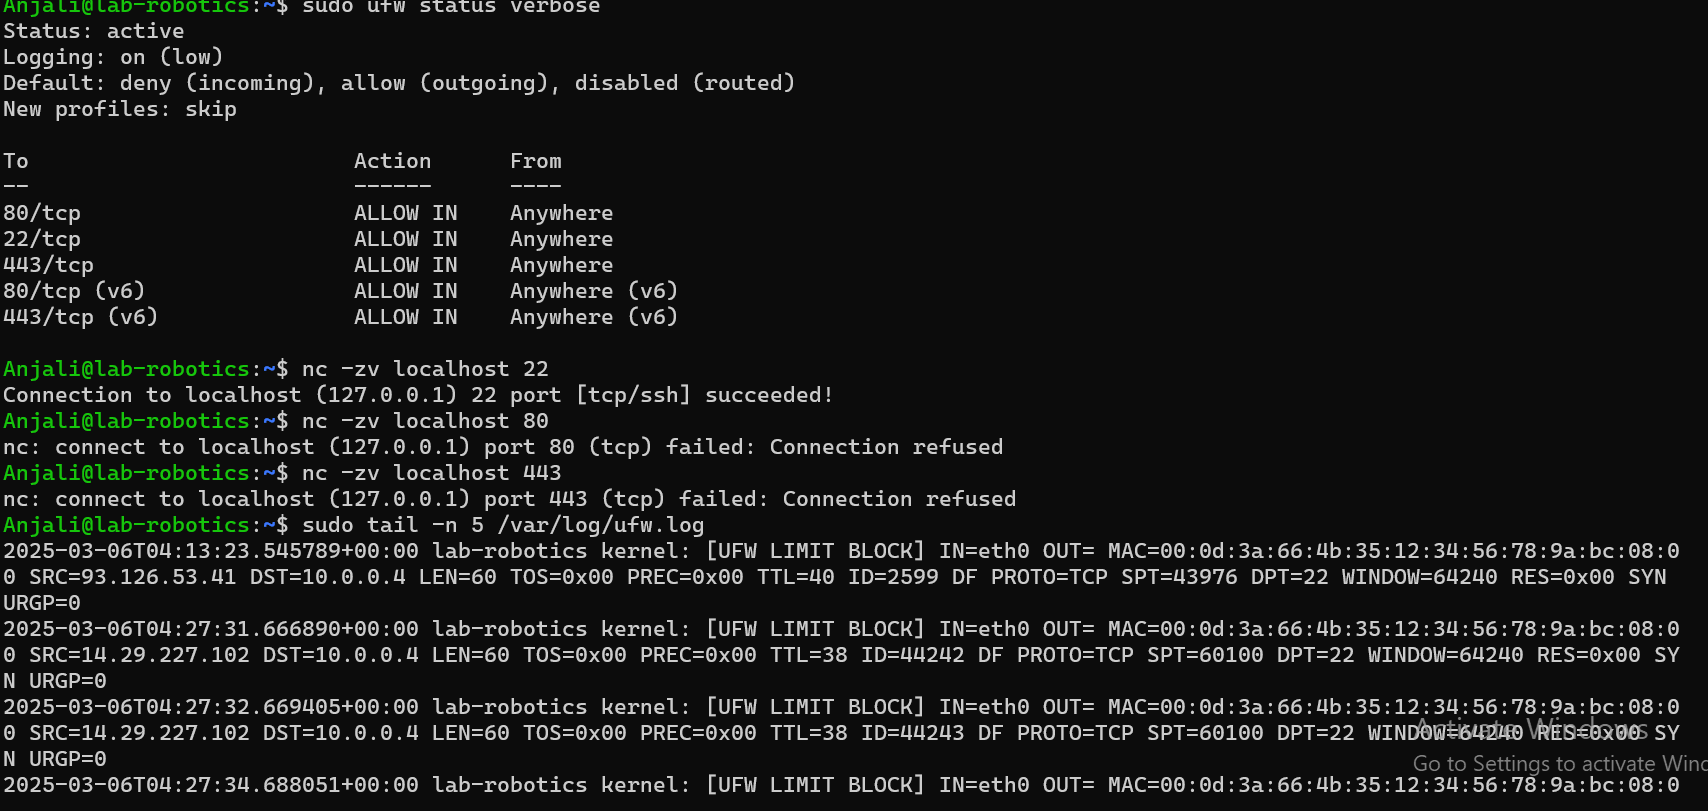 Anjali@lab-robotics:~$ sudo ufw status verbose
Status: active
Logging: on (low)
Default: deny (incoming), allow (outgoing), disabled (routed)
New profiles: skip
To                         Action      From
--                         ------      ----
80/tcp                     ALLOW IN    Anywhere
22/tcp                     ALLOW IN    Anywhere
443/tcp                    ALLOW IN    Anywhere
80/tcp (v6)                ALLOW IN    Anywhere (v6)
443/tcp (v6)               ALLOW IN    Anywhere (v6)
Anjali@lab-robotics:~$ nc -zv localhost 22
Connection to localhost (127.0.0.1) 22 port [tcp/ssh] succeeded!
Anjali@lab-robotics:~$ nc -zv localhost 80
nc: connect to localhost (127.0.0.1) port 80 (tcp) failed: Connection refused
Anjali@lab-robotics:~$ nc -zv localhost 443
nc: connect to localhost (127.0.0.1) port 443 (tcp) failed: Connection refused
Anjali@lab-robotics:~$ sudo tail -n 5 /var/log/ufw.log
2025-03-06T04:13:23.545789+00:00 lab-robotics kernel: [UFW LIMIT BLOCK] IN=eth0 OUT= MAC=00:0d:3a:66:4b:35:12:34:56:78:9a:bc:08:0
0 SRC=93.126.53.41 DST=10.0.0.4 LEN=60 TOS=0x00 PREC=0x00 TTL=40 ID=2599 DF PROTO=TCP SPT=43976 DPT=22 WINDOW=64240 RES=0x00 SYN
URGP=0
2025-03-06T04:27:31.666890+00:00 lab-robotics kernel: [UFW LIMIT BLOCK] IN=eth0 OUT= MAC=00:0d:3a:66:4b:35:12:34:56:78:9a:bc:08:0
0 SRC=14.29.227.102 DST=10.0.0.4 LEN=60 TOS=0x00 PREC=0x00 TTL=38 ID=44242 DF PROTO=TCP SPT=60100 DPT=22 WINDOW=64240 RES=0x00 SY
N URGP=0
2025-03-06T04:27:32.669405+00:00 lab-robotics kernel: [UFW LIMIT BLOCK] IN=eth0 OUT= MAC=00:0d:3a:66:4b:35:12:34:56:78:9a:bc:08:0
0 SRC=14.29.227.102 DST=10.0.0.4 LEN=60 TOS=0x00 PREC=0x00 TTL=38 ID=44243 DF PROTO=TCP SPT=60100 DPT=22 WINDOW=64240 RES=0x00 SY
Activate Windows
N URGP=0
Go to Settings to activate Win
2025-03-06T04:27:34.688051+00:00 lab-robotics kernel: [UFW LIMIT BLOCK] IN=eth0 OUT= MAC=00:0d:3a:66:4b:35:12:34:56:78:9a:bc:08:0